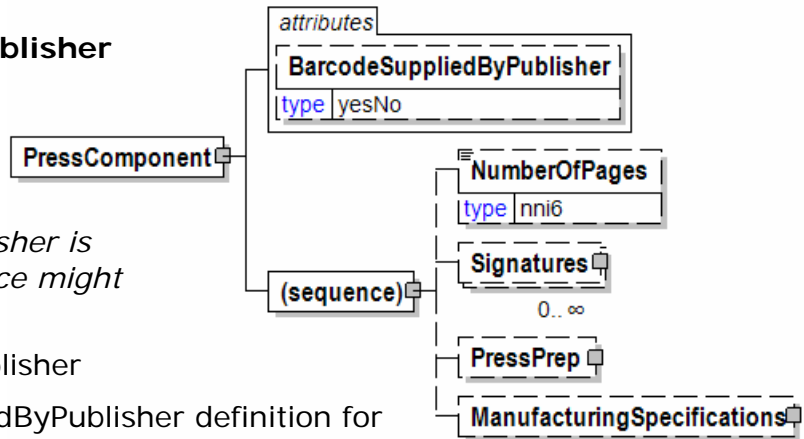 attributes
blisher
BarcodeSuppliedByPublisher
type yesNo
PressComponent
NumberOfPages
type nni6
sher is
ce might
Signatures
(sequence)
0.. ∞
lisher
PressPrep
dByPublisher definition for
ManufacturingSpecifications